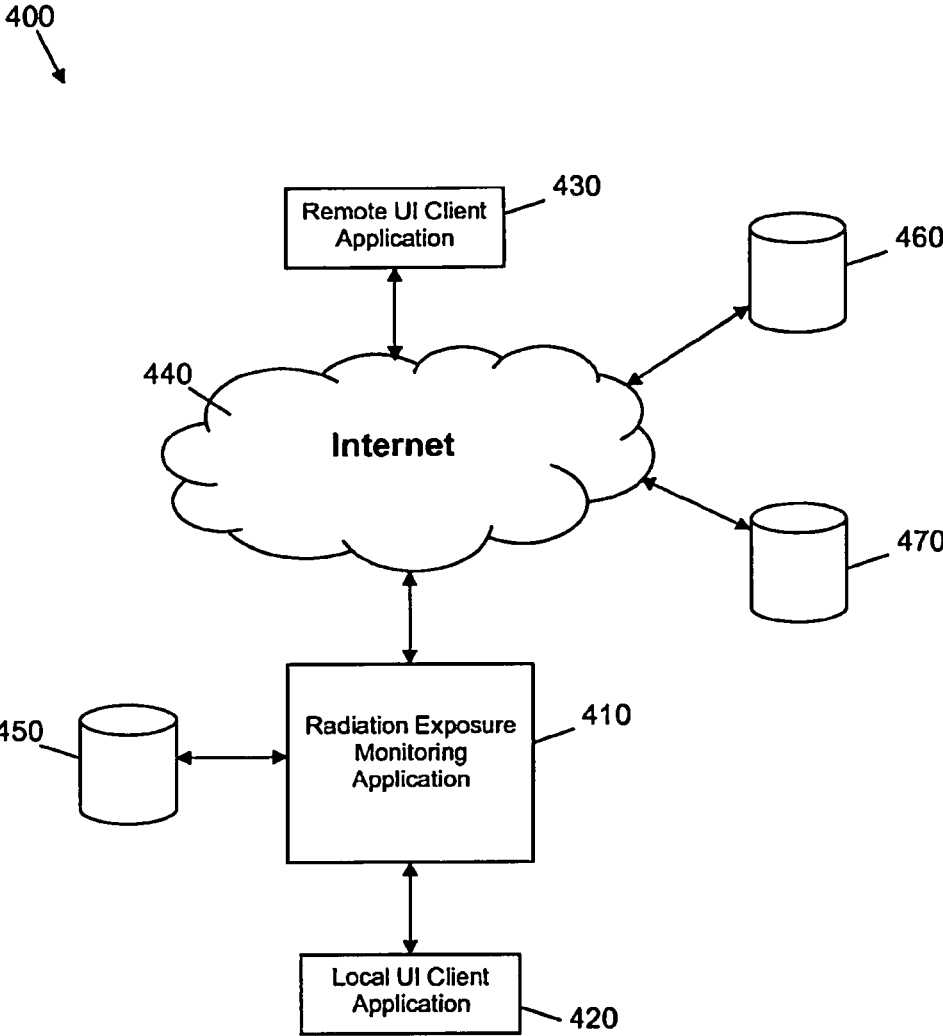 400
430
Remote UI Client
Application
460
440
Internet
470
410
Radiation Exposure
Monitoring
Application
450
Local UI Client
Application
420